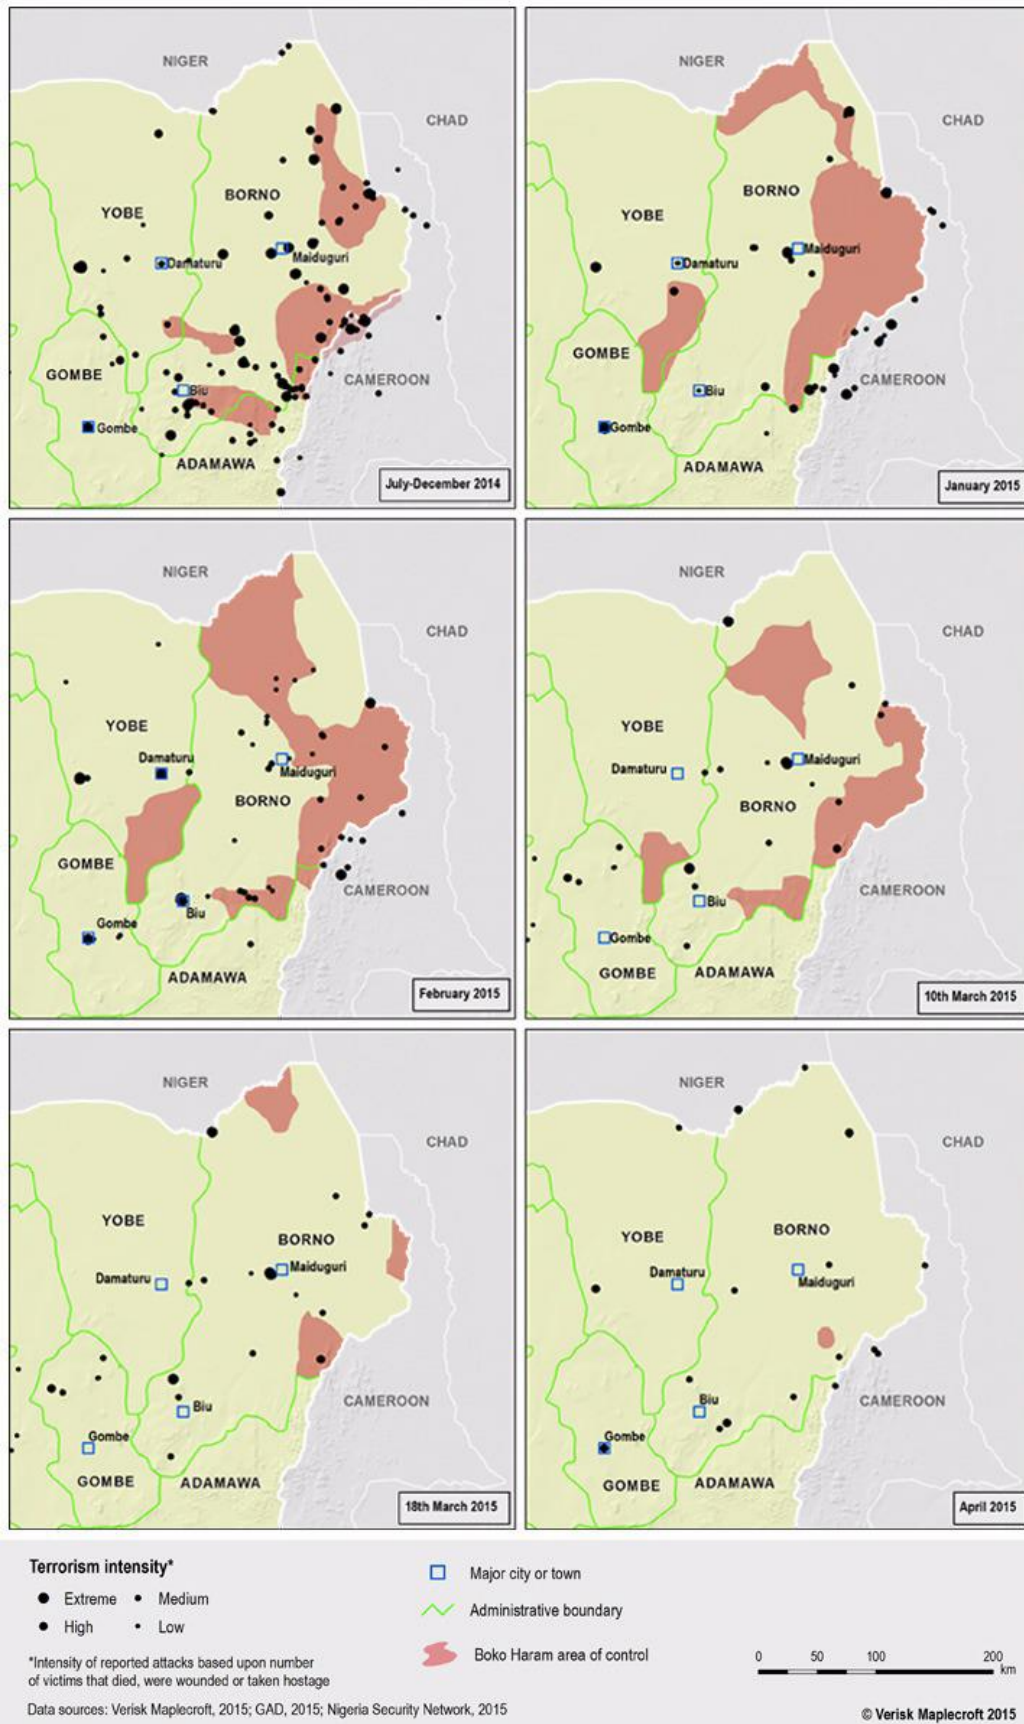 NIGER
CHAD
BORNO
YOBE
Damaturu
Maiduguri
GOMBE
Biu
CAMEROON
Gombe
ADAMAWA
July-December 2014
NIGER
CHAD
BORNO
YOBE
Maiduguri
Damaturu
GOMBE
CAMEROON
Biu
Gombe
ADAMAWA
January 2015
NIGER
CHAD
YOBE
Damaturu
Maiduguri
BORNO
GOMBE
CAMEROON
Biu
Gombe
ADAMAWA
February 2015
NIGER
CHAD
YOBE
Maiduguri
Damaturu
BORNO
CAMEROON
Biu
Gombe
GOMBE
ADAMAWA
10th March 2015
NIGER
CHAD
YOBE
BORNO
Maiduguri
Damaturu
CAMEROON
Biu
Gombe
GOMBE
ADAMAWA
18th March 2015
NIGER
CHAD
BORNO
YOBE
Damaturu
Maiduguri
Biu
CAMEROON
Gombe
GOMBE
ADAMAWA
April 2015
Terrorism intensity*
Extreme
Medium
High
Low
*Intensity of reported attacks based upon number
of victims that died, were wounded or taken hostage
Major city or town
Administrative boundary
Boko Haram area of control
0 50 100 200
km
Data sources: Verisk Maplecroft, 2015; GAD, 2015; Nigeria Security Network, 2015
© Verisk Maplecroft 2015